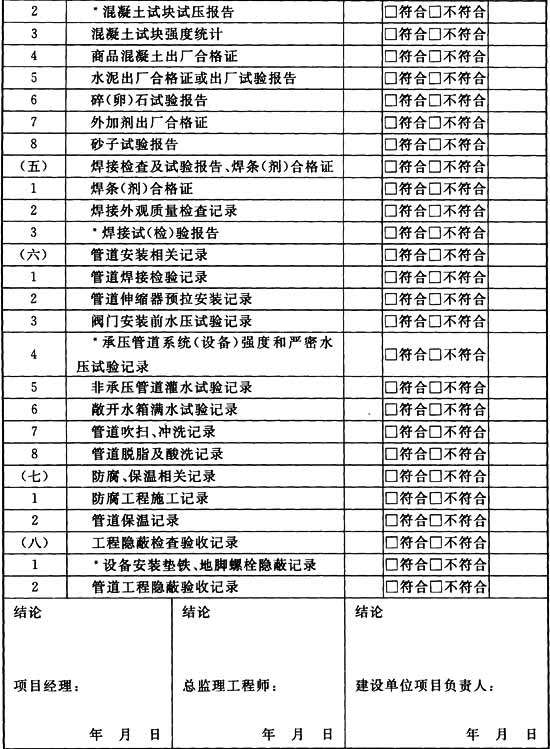 2 *混凝土试块试压报告 □符合□不符合
3 混凝土试块强度统计 □符合□不符合
4 商品混凝土出厂合格证 □符合□不符合
5 水泥出厂合格证或出厂试验报告 □符合□不符合
6 碎(卵)石试验报告 □符合□不符合
7 外加剂出厂合格证 □符合□不符合
8 砂子试验报告 □符合□不符合
(五) 焊接检查及试验报告、焊条(剂)合格证 □符合□不符合
1 焊条(剂)合格证 □符合□不符合
2 焊接外观质量检查记录 □符合□不符合
3 *焊接试(检)验报告 □符合□不符合
(六) 管道安装相关记录 □符合□不符合
1 管道焊接检验记录 □符合□不符合
2 管道伸缩器预拉安装记录 □符合□不符合
3 阀门安装前水压试验记录 □符合□不符合
4 *承压管道系统(设备)强度和严密水
压试验记录 □符合□不符合
5 非承压管道灌水试验记录 □符合□不符合
6 敞开水箱满水试验记录 □符合□不符合
7 管道吹扫、冲洗记录 □符合□不符合
8 管道脱脂及酸洗记录 □符合□不符合
(七) 防腐、保温相关记录 □符合□不符合
1 防腐工程施工记录 □符合□不符合
2 管道保温记录 □符合□不符合
(八) 工程隐蔽检查验收记录 □符合□不符合
1 *设备安装垫铁、地脚螺栓隐蔽记录 □符合□不符合
2 管道工程隐蔽验收记录 □符合□不符合
结论 结论 结论
项目经理: 总监理工程师: 建设单位项目负责人:
年 月 日 年 月 日 年 月 日